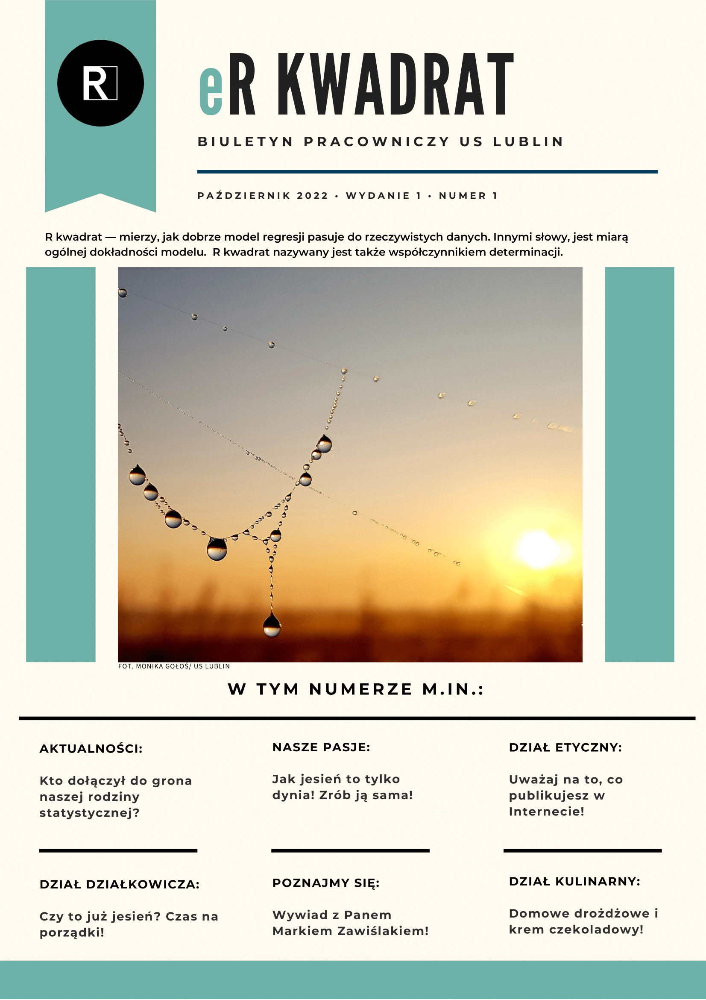 R
eR KWADRAT
BIULETYN PRACOWNICZY US LUBLIN
PAŹDZIERNIK 2022 • WYDANIE 1 • NUMER 1
R kwadrat — mierzy, jak dobrze model regresji pasuje do rzeczywistych danych. Innymi słowy, jest miarą
ogólnej dokładności modelu. R kwadrat nazywany jest także współczynnikiem determinacji.
FOT. MONIKA GOŁOŚ/ US LUBLIN
W TYM NUMERZE M.IN.:
AKTUALNOŚCI:
Kto dołączył do grona
naszej rodziny
statystycznej?
NASZE PASJE:
Jak jesień to tylko
dynia! Zrób ją sama!
DZIAŁ ETYCZNY:
Uważaj na to, co
publikujesz w
Internecie!
DZIAŁ DZIAŁKOWICZA:
Czy to już jesień? Czas na
porządki!
POZNAJMY SIĘ:
Wywiad z Panem
Markiem Zawiślakiem!
DZIAŁ KULINARNY:
Domowe drożdżowe i
krem czekoladowy!